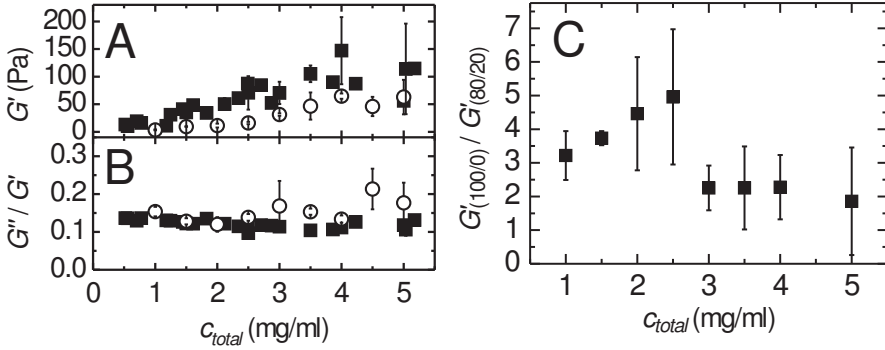 A
G' (Pa)
200
150
100
50
0
B
G'' / G'
0.3
0.2
0.1
0.0
0 1 2 3 4 5
c_total (mg/ml)
C
G'(100/0) / G'(80/20)
7
6
5
4
3
2
1
0
1 2 3 4 5
c_total (mg/ml)